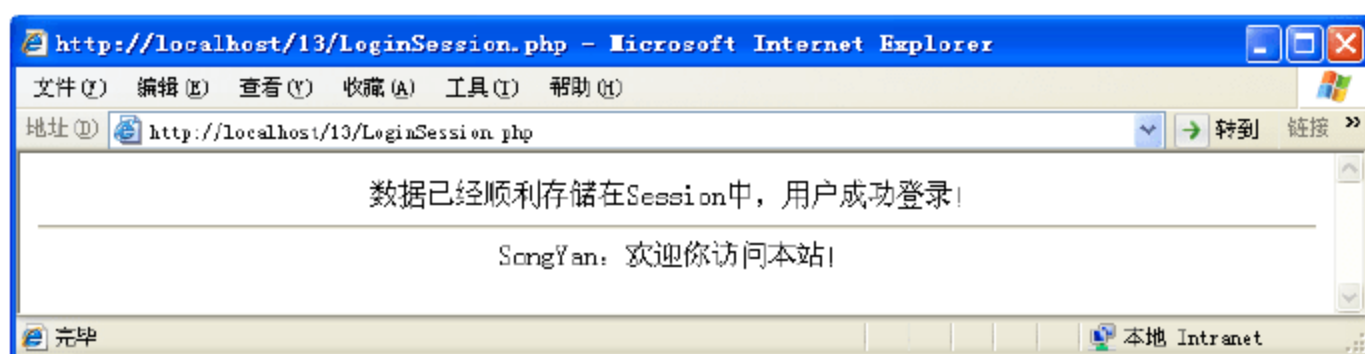 http://localhost/13/LoginSession.php - Microsoft Internet Explorer
文件(F) 编辑(E) 查看(V) 收藏(A) 工具(T) 帮助(H)
地址(D) http://localhost/13/LoginSession.php 转到 链接 »
数据已经顺利存储在Session中，用户成功登录!
SongYan：欢迎你访问本站!
完毕 本地 Intranet